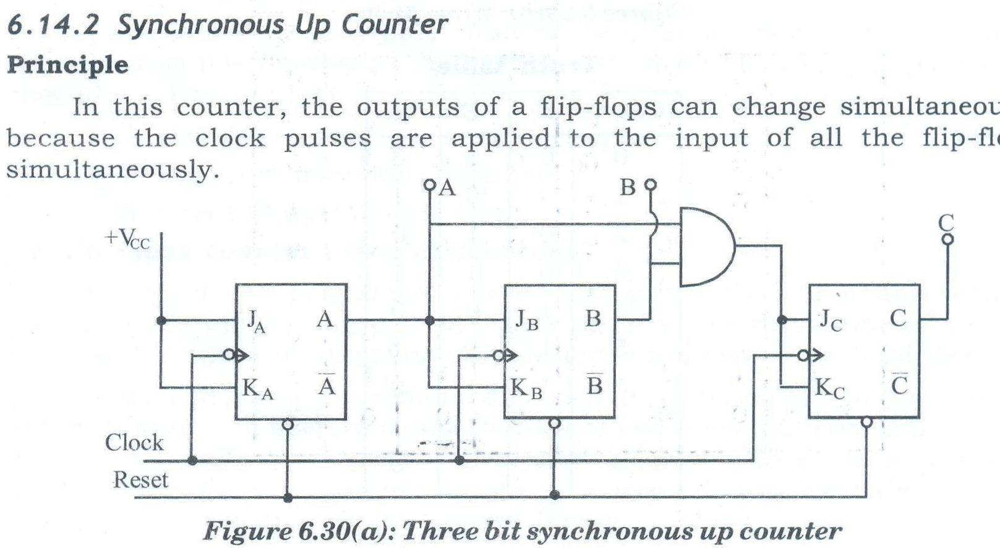 6.14.2 Synchronous Up Counter
Principle
In this counter, the outputs of a flip-flops can change simultaneou
because the clock pulses are applied to the input of all the flip-flo
simultaneously.
A
B
C
+VCC
JA A
JB B
JC C
KA A̅
KB B̅
KC C̅
Clock
Reset
Figure 6.30(a): Three bit synchronous up counter